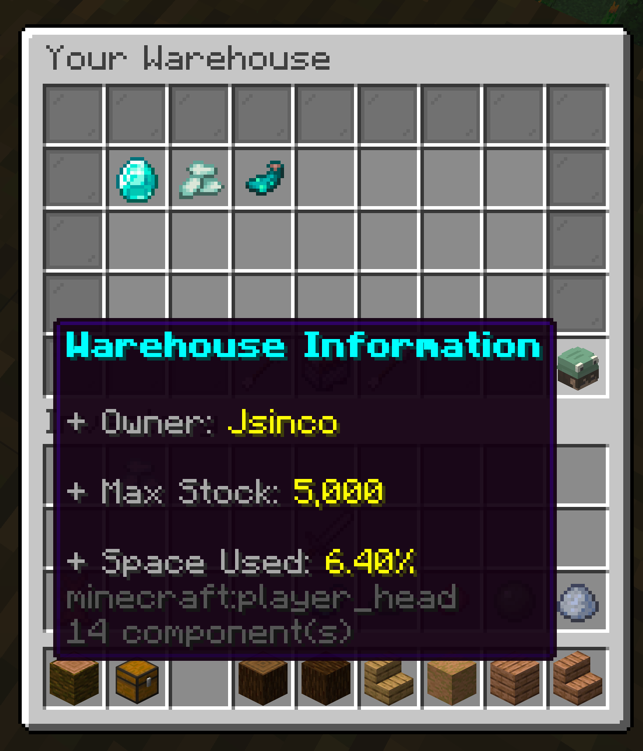 Your Warehouse
Warehouse Information
+ Owner: Jsinco
+ Max Stock: 5,000
+ Space Used: 6.40%
minecraft:player_head
14 component(s)